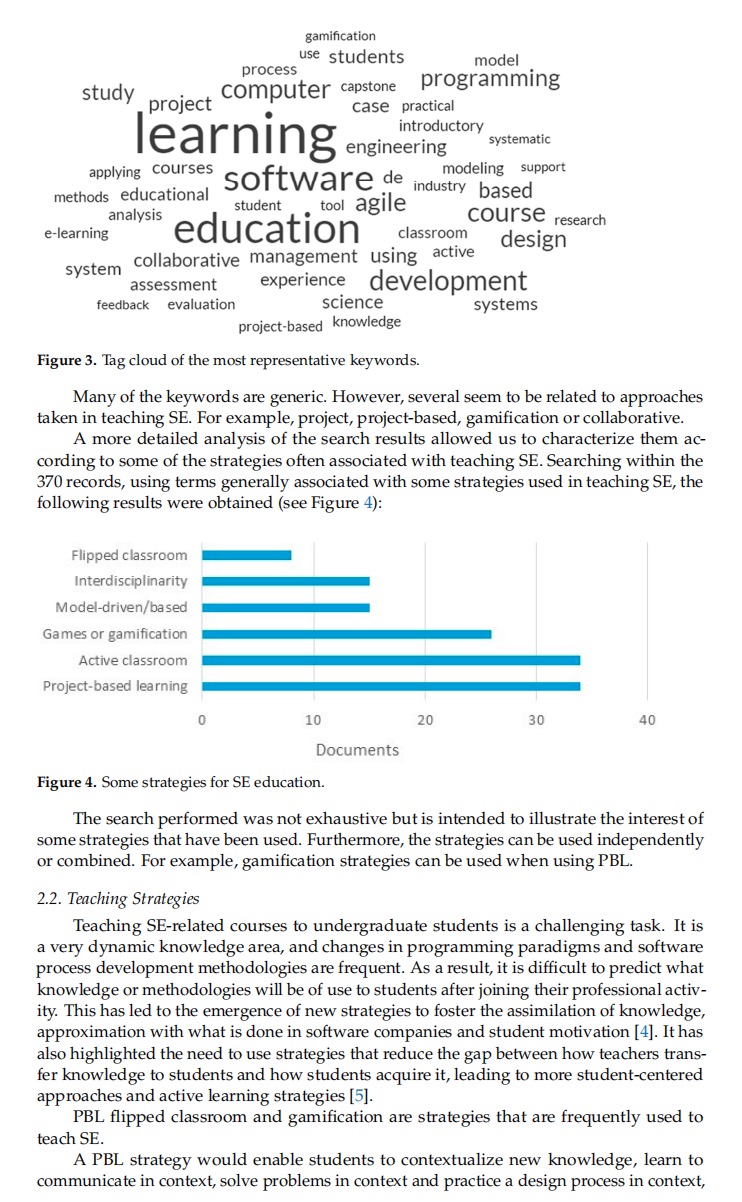 gamification
use students
process
model
computer capstone programming
study project
case practical
learning
introductory
engineering
systematic
applying courses
software de
modeling support
industry based
methods educational
student tool agile
analysis
course research
e-learning
education
classroom
design
collaborative management using active
system
assessment experience development
feedback evaluation
science systems
project-based knowledge
Figure 3. Tag cloud of the most representative keywords.
Many of the keywords are generic. However, several seem to be related to approaches
taken in teaching SE. For example, project, project-based, gamification or collaborative.
A more detailed analysis of the search results allowed us to characterize them ac-
cording to some of the strategies often associated with teaching SE. Searching within the
370 records, using terms generally associated with some strategies used in teaching SE, the
following results were obtained (see Figure 4):
Flipped classroom
Interdisciplinarity
Model-driven/based
Games or gamification
Active classroom
Project-based learning
0 10 20 30 40
Documents
Figure 4. Some strategies for SE education.
The search performed was not exhaustive but is intended to illustrate the interest of
some strategies that have been used. Furthermore, the strategies can be used independently
or combined. For example, gamification strategies can be used when using PBL.
2.2. Teaching Strategies
Teaching SE-related courses to undergraduate students is a challenging task. It is
a very dynamic knowledge area, and changes in programming paradigms and software
process development methodologies are frequent. As a result, it is difficult to predict what
knowledge or methodologies will be of use to students after joining their professional activ-
ity. This has led to the emergence of new strategies to foster the assimilation of knowledge,
approximation with what is done in software companies and student motivation [4]. It has
also highlighted the need to use strategies that reduce the gap between how teachers trans-
fer knowledge to students and how students acquire it, leading to more student-centered
approaches and active learning strategies [5].
PBL flipped classroom and gamification are strategies that are frequently used to
teach SE.
A PBL strategy would enable students to contextualize new knowledge, learn to
communicate in context, solve problems in context and practice a design process in context,